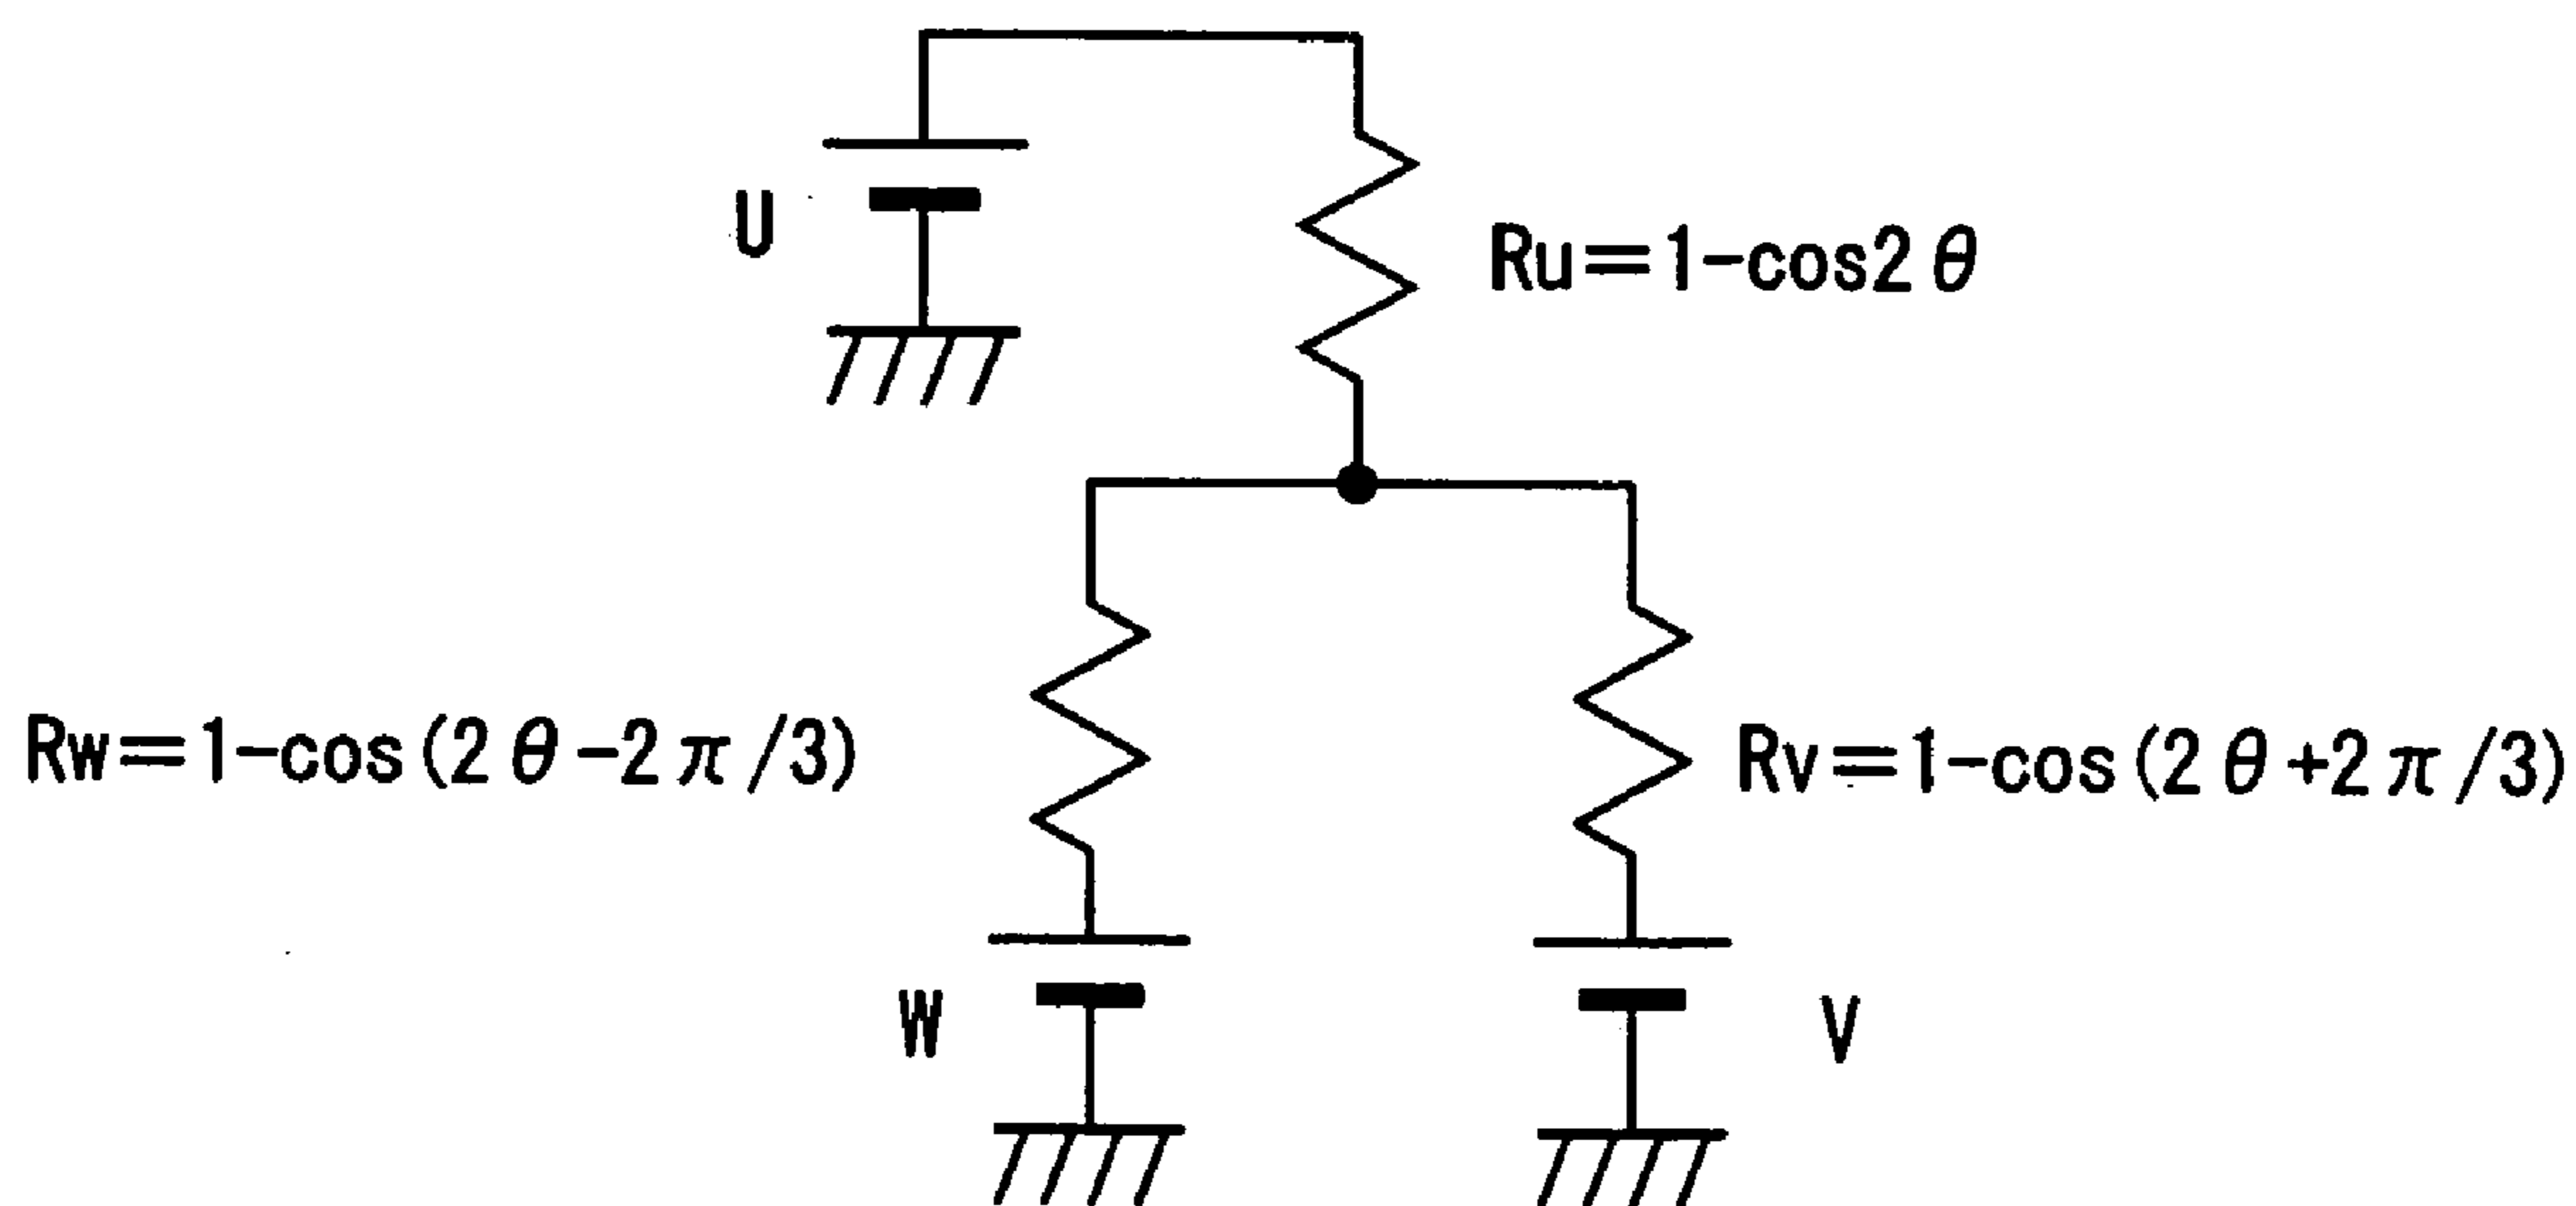 U
Ru=1-cos2θ
Rw=1-cos(2θ-2π/3)
Rv=1-cos(2θ+2π/3)
W
V